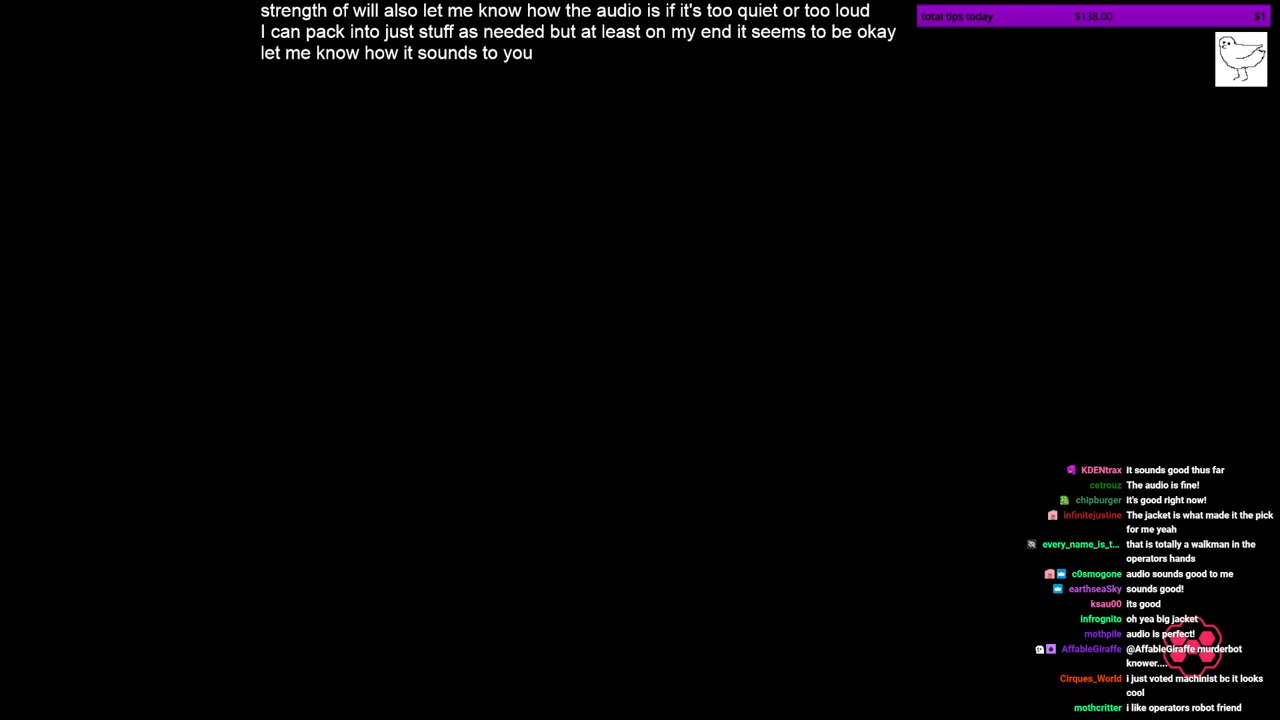 strength of will also let me know how the audio is if it's too quiet or too loud
I can pack into just stuff as needed but at least on my end it seems to be okay
let me know how it sounds to you
total tips today $138.00 $1
KDENtrax It sounds good thus far
cetrouz The audio is fine!
chipburger It's good right now!
infinitejustine The jacket is what made it the pick
for me yeah
every_name_is_t... that is totally a walkman in the
operators hands
c0smogone audio sounds good to me
earthseaSky sounds good!
ksau00 its good
infrognito oh yea big jacket
mothpile audio is perfect!
AffableGiraffe @AffableGiraffe murderbot
knower....
Cirques_World i just voted machinist bc it looks
cool
mothcritter i like operators robot friend